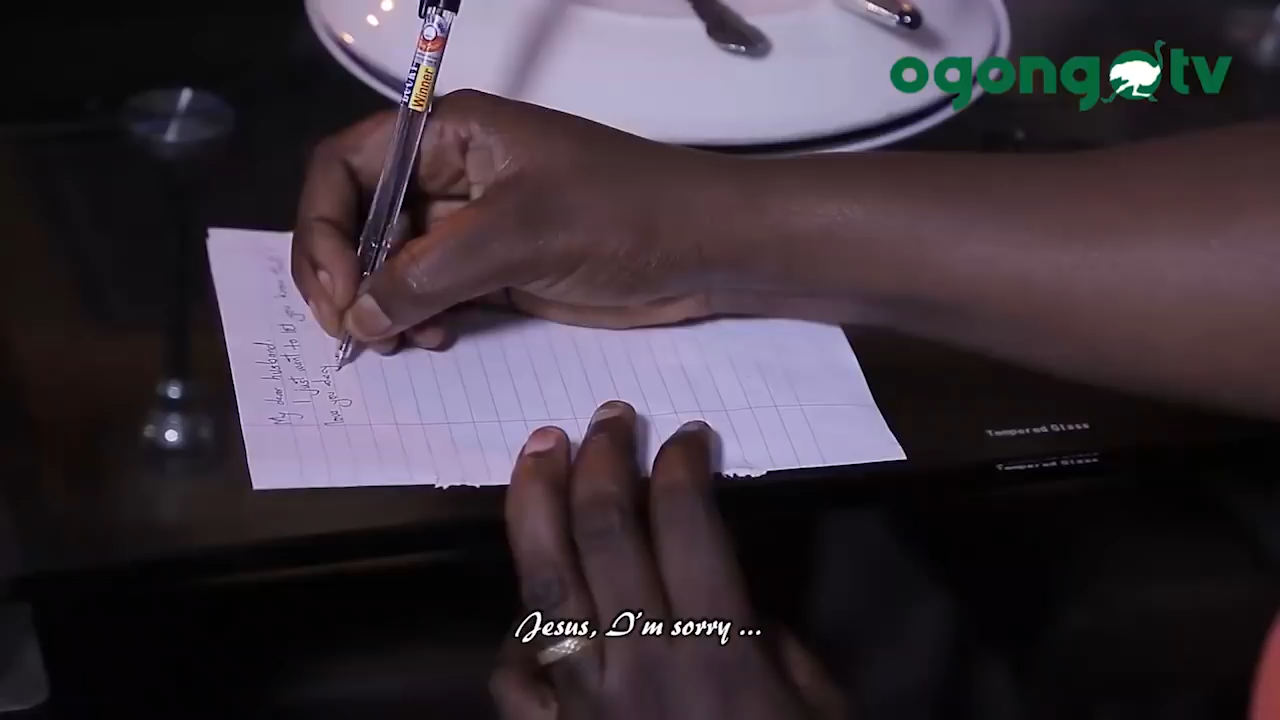 ogongotv
Winner
My dear husband
I just want to let you know that I
love you deep
Tempered Glass
Tempered Glass
Jesus, I'm sorry ...